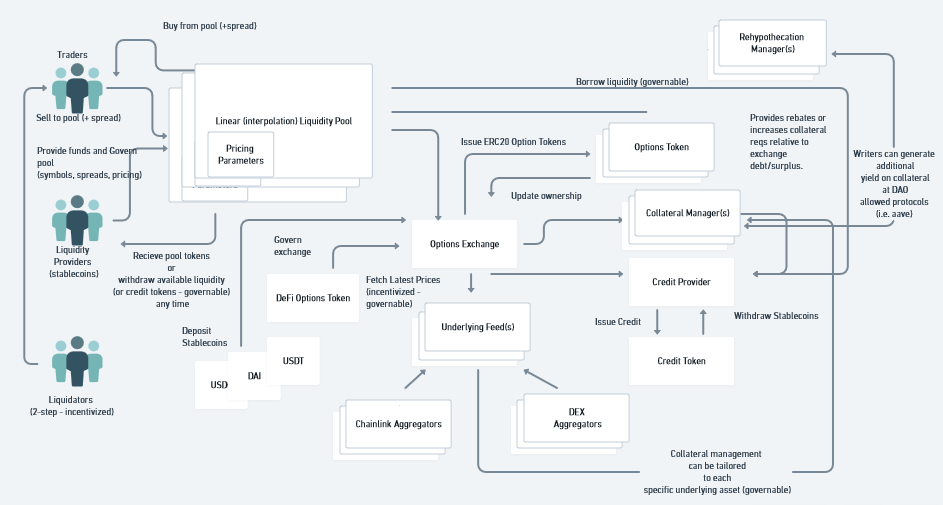 Buy from pool (+spread)
Rehypothecation
Manager(s)
Traders
Borrow liquidity (governable)
Sell to pool (+ spread)
Linear (interpolation) Liquidity Pool
Pricing
Parameters
Parameters
Provide funds and Govern
pool
(symbols, spreads, pricing)
Issue ERC20 Option Tokens
Option Token
Provides rebates or
increases collateral
reqs relative to
exchange
debt/surplus.
Writers can generate
additional
yield on collateral
at DAO
allowed protocols
(i.e. aave)
Update ownership
Collateral Manager(s)
Liquidity
Providers
(stablecoins)
Recieve pool tokens
or
withdraw available liquidity
(or credit tokens - governable)
any time
Govern
exchange
Options Exchange
Credit Provider
DeFi Options Token
Fetch Latest Prices
(incentivized -
governable)
Underlying Feed(s)
Issue Credit
Withdraw Stablecoins
Deposit
Stablecoins
USD
DAI
USDT
Credit Token
Liquidators
(2-step - incentivized)
Chainlink Aggregators
DEX
Aggregators
Collateral management
can be tailored
to each
specific underlying asset (governable)